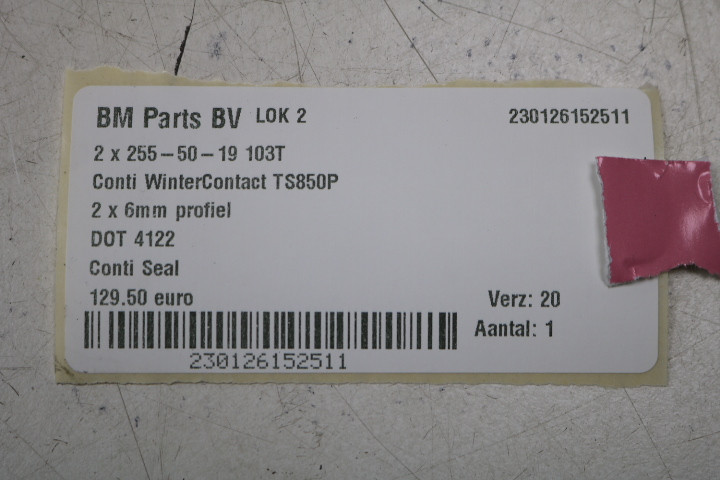 BM Parts BV LOK 2 230126152511
2 x 255-50-19 103T
Conti WinterContact TS850P
2 x 6mm profiel
DOT 4122
Conti Seal
129.50 euro Verz: 20
Aantal: 1
230126152511